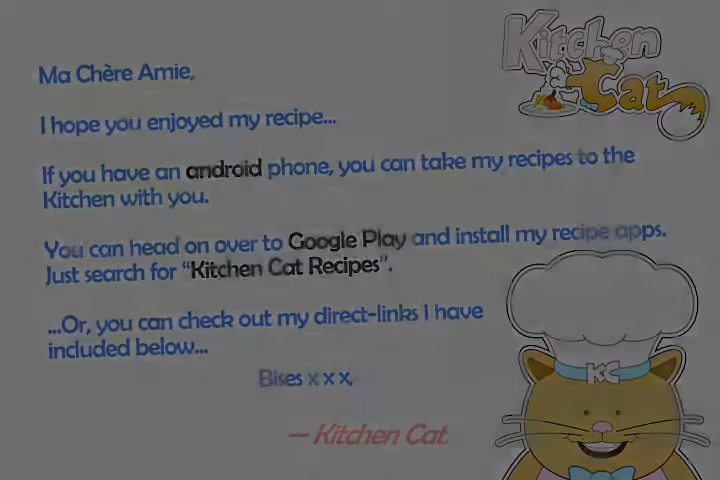 Kitchen
Cat
Ma Chère Amie,
I hope you enjoyed my recipe...
If you have an android phone, you can take my recipes to the
Kitchen with you.
You can head on over to Google Play and install my recipe apps.
Just search for “Kitchen Cat Recipes”.
...Or, you can check out my direct-links I have
included below...
Bises x x x,
— Kitchen Cat
KC